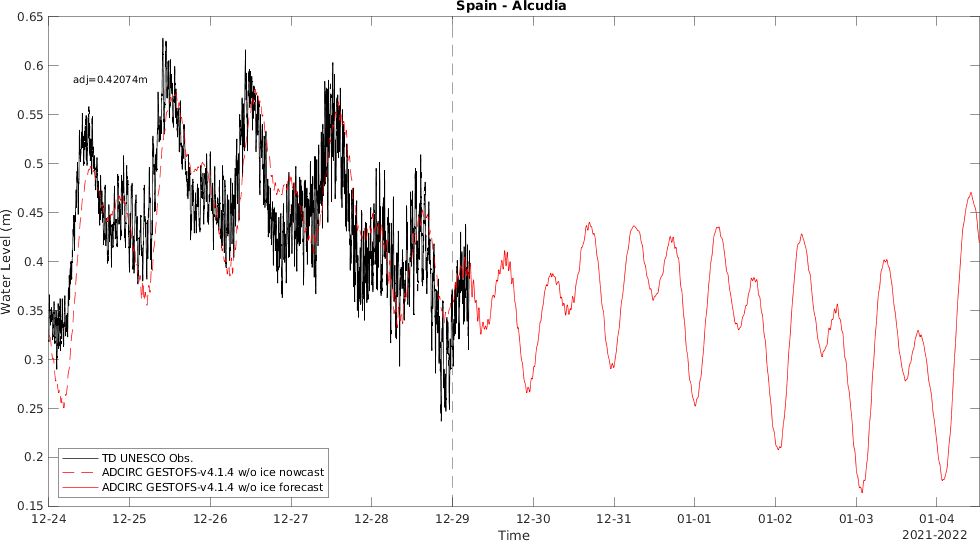 Spain - Alcudia
0.65
0.6
0.55
0.5
0.45
0.4
0.35
0.3
0.25
0.2
0.15
Water Level (m)
adj=0.42074m
TD UNESCO Obs.
ADCIRC GESTOFS-v4.1.4 w/o ice nowcast
ADCIRC GESTOFS-v4.1.4 w/o ice forecast
12-24 12-25 12-26 12-27 12-28 12-29 12-30 12-31 01-01 01-02 01-03 01-04
Time
2021-2022